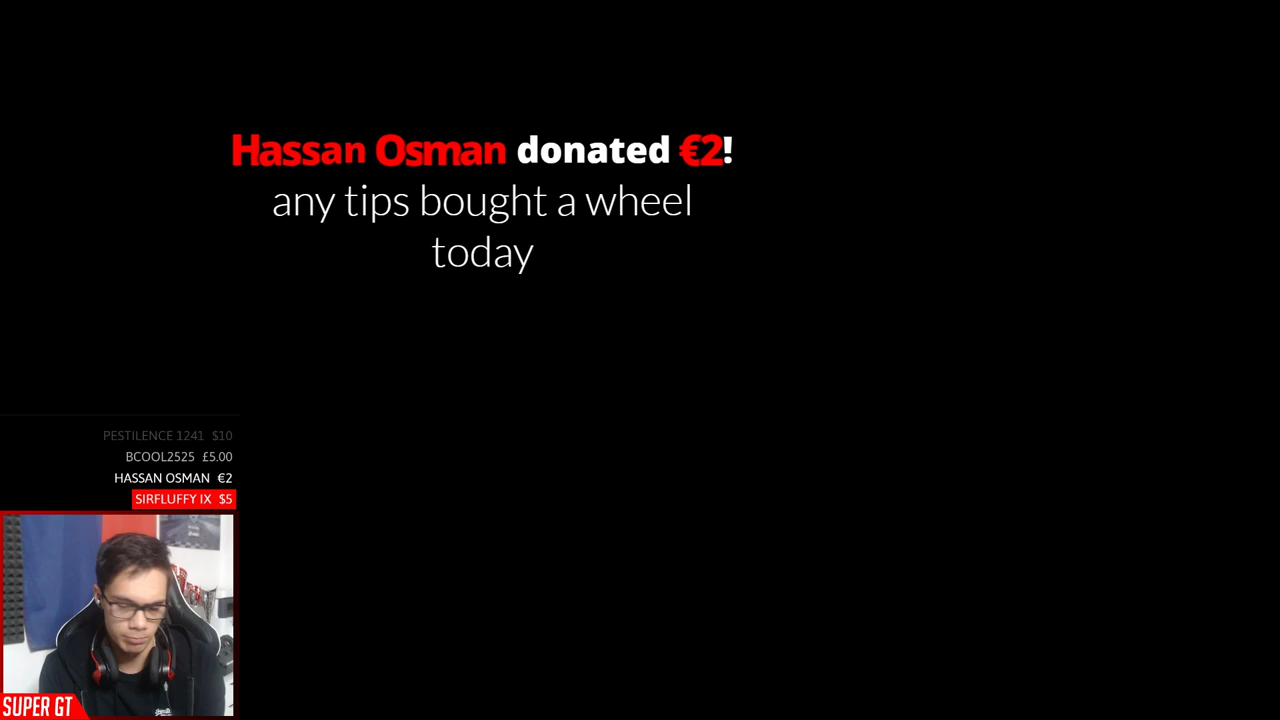 Hassan Osman donated €2!
any tips bought a wheel
today
PESTILENCE 1241 $10
BCOOL2525 £5.00
HASSAN OSMAN €2
SIRFLUFFY IX $5
SUPER GT